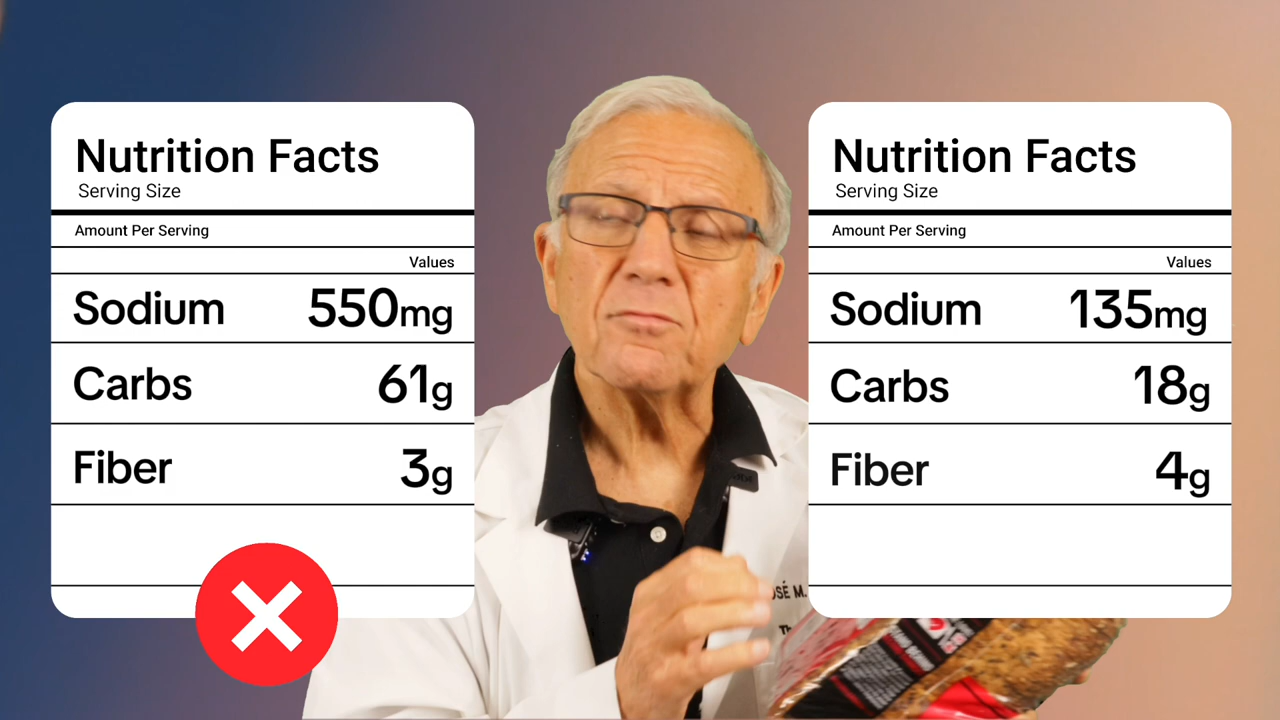 Nutrition Facts
Serving Size
Amount Per Serving
Values
Sodium 550mg
Carbs 61g
Fiber 3g
Nutrition Facts
Serving Size
Amount Per Serving
Values
Sodium 135mg
Carbs 18g
Fiber 4g
JOSÉ M.